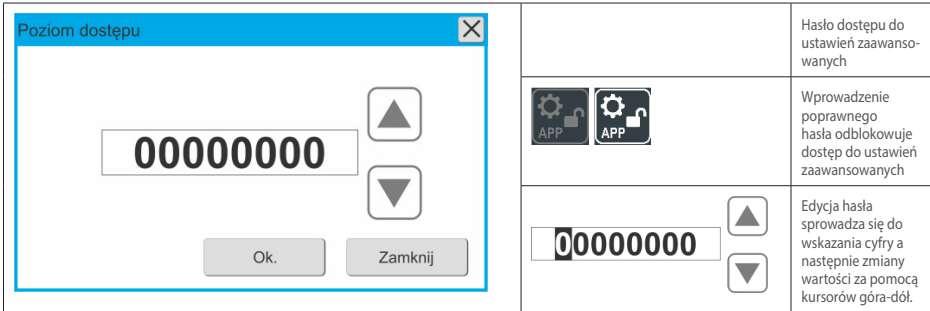 Poziom dostępu
00000000
Ok.
Zamknij
Hasło dostępu do
ustawień zaawanso-
wanych
APP
APP
Wprowadzenie
poprawnego
hasła odblokowuje
dostęp do ustawień
zaawansowanych
00000000
Edycja hasła
sprowadza się do
wskazania cyfry a
następnie zmiany
wartości za pomocą
kursorów góra-dół.